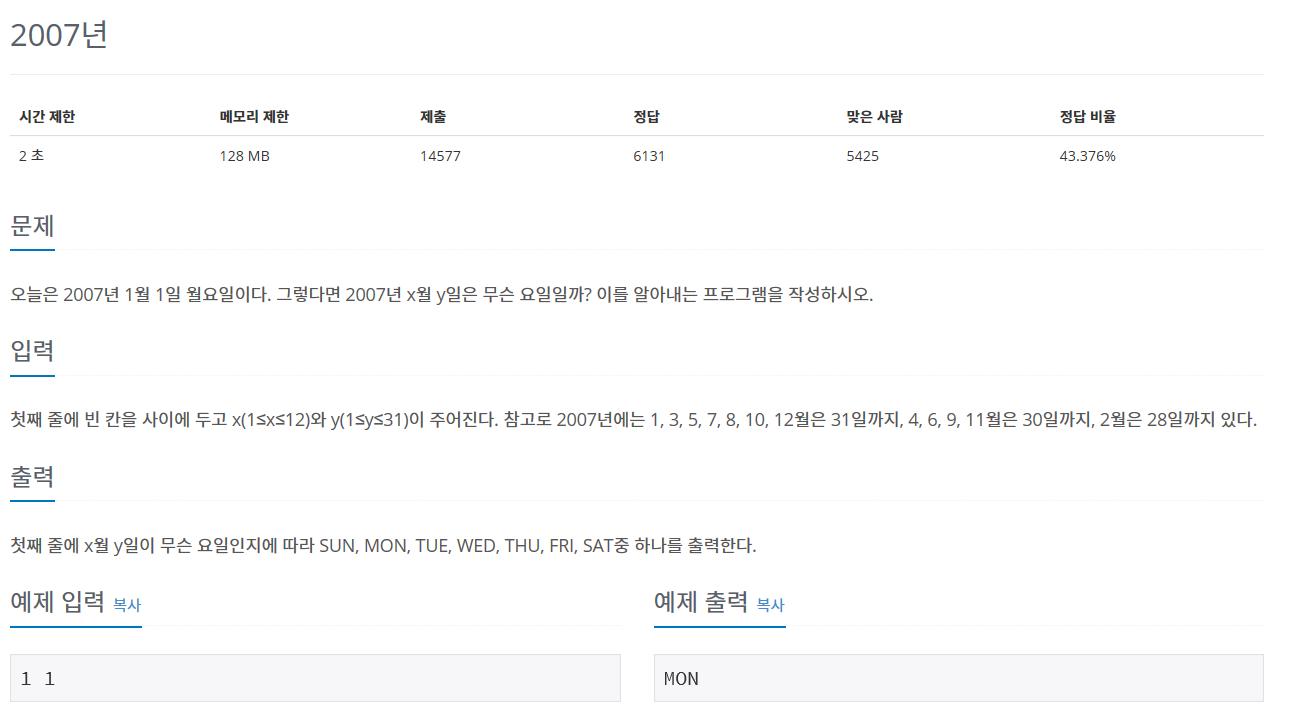 2007년
시간 제한 메모리 제한 제출 정답 맞은 사람 정답 비율
2 초 128 MB 14577 6131 5425 43.376%
문제
오늘은 2007년 1월 1일 월요일이다. 그렇다면 2007년 x월 y일은 무슨 요일일까? 이를 알아내는 프로그램을 작성하시오.
입력
첫째 줄에 빈 칸을 사이에 두고 x(1≤x≤12)와 y(1≤y≤31)이 주어진다. 참고로 2007년에는 1, 3, 5, 7, 8, 10, 12월은 31일까지, 4, 6, 9, 11월은 30일까지, 2월은 28일까지 있다.
출력
첫째 줄에 x월 y일이 무슨 요일인지에 따라 SUN, MON, TUE, WED, THU, FRI, SAT중 하나를 출력한다.
예제 입력 복사 예제 출력 복사
1 1 MON